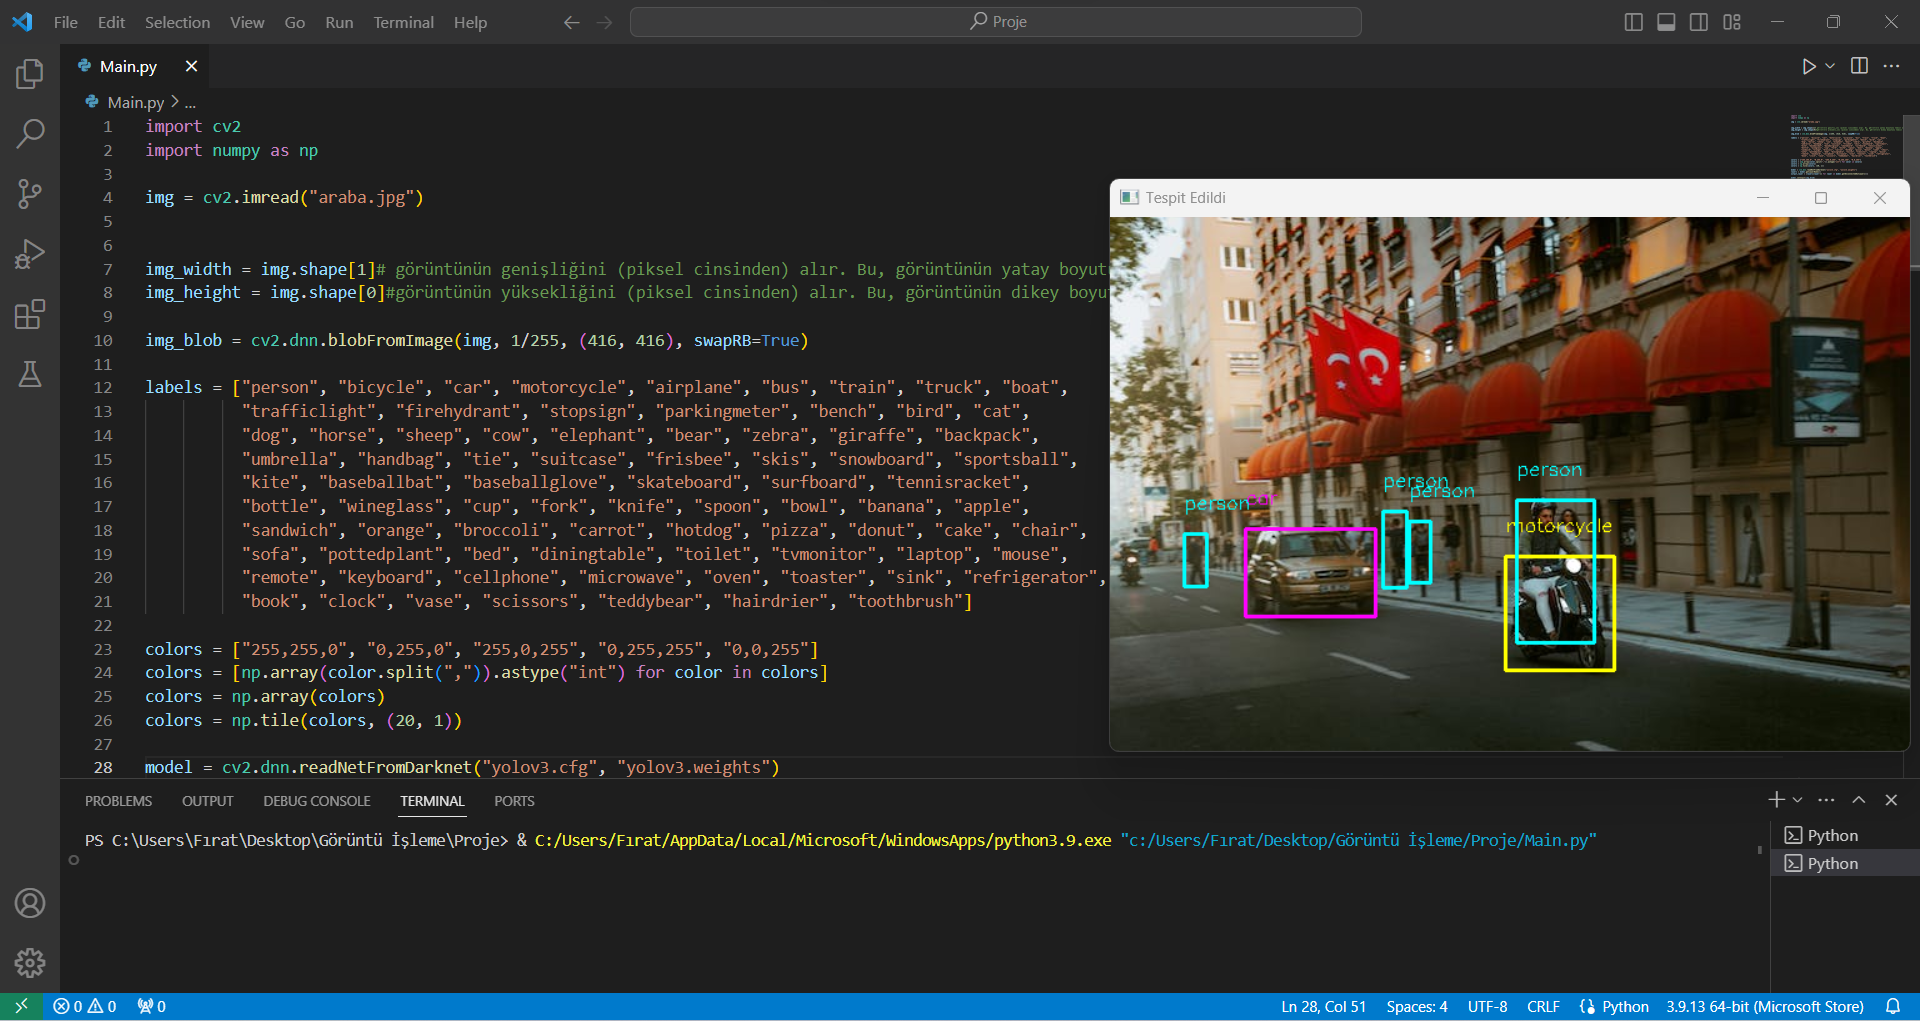 File Edit Selection View Go Run Terminal Help
Proje
Main.py
Main.py > ...
1 import cv2
2 import numpy as np
3
4 img = cv2.imread("araba.jpg")
5
6
7 img_width = img.shape[1]# görüntünün genişliğini (piksel cinsinden) alır. Bu, görüntünün yatay boyut
8 img_height = img.shape[0]#görüntünün yüksekliğini (piksel cinsinden) alır. Bu, görüntünün dikey boyu
9
10 img_blob = cv2.dnn.blobFromImage(img, 1/255, (416, 416), swapRB=True)
11
12 labels = ["person", "bicycle", "car", "motorcycle", "airplane", "bus", "train", "truck", "boat",
13 "trafficlight", "firehydrant", "stopsign", "parkingmeter", "bench", "bird", "cat",
14 "dog", "horse", "sheep", "cow", "elephant", "bear", "zebra", "giraffe", "backpack",
15 "umbrella", "handbag", "tie", "suitcase", "frisbee", "skis", "snowboard", "sportsball",
16 "kite", "baseballbat", "baseballglove", "skateboard", "surfboard", "tennisracket",
17 "bottle", "wineglass", "cup", "fork", "knife", "spoon", "bowl", "banana", "apple",
18 "sandwich", "orange", "broccoli", "carrot", "hotdog", "pizza", "donut", "cake", "chair",
19 "sofa", "pottedplant", "bed", "diningtable", "toilet", "tvmonitor", "laptop", "mouse",
20 "remote", "keyboard", "cellphone", "microwave", "oven", "toaster", "sink", "refrigerator",
21 "book", "clock", "vase", "scissors", "teddybear", "hairdrier", "toothbrush"]
22
23 colors = ["255,255,0", "0,255,0", "255,0,255", "0,255,255", "0,0,255"]
24 colors = [np.array(color.split(",")).astype("int") for color in colors]
25 colors = np.array(colors)
26 colors = np.tile(colors, (20, 1))
27
28 model = cv2.dnn.readNetFromDarknet("yolov3.cfg", "yolov3.weights")
Tespit Edildi
person
person
person
person
car
motorcycle
PROBLEMS OUTPUT DEBUG CONSOLE TERMINAL PORTS
PS C:\Users\Fırat\Desktop\Görüntü İşleme\Proje> & C:/Users/Fırat/AppData/Local/Microsoft/WindowsApps/python3.9.exe "c:/Users/Fırat/Desktop/Görüntü İşleme/Proje/Main.py"
Python
Python
0 0 0 Ln 28, Col 51 Spaces: 4 UTF-8 CRLF Python 3.9.13 64-bit (Microsoft Store)